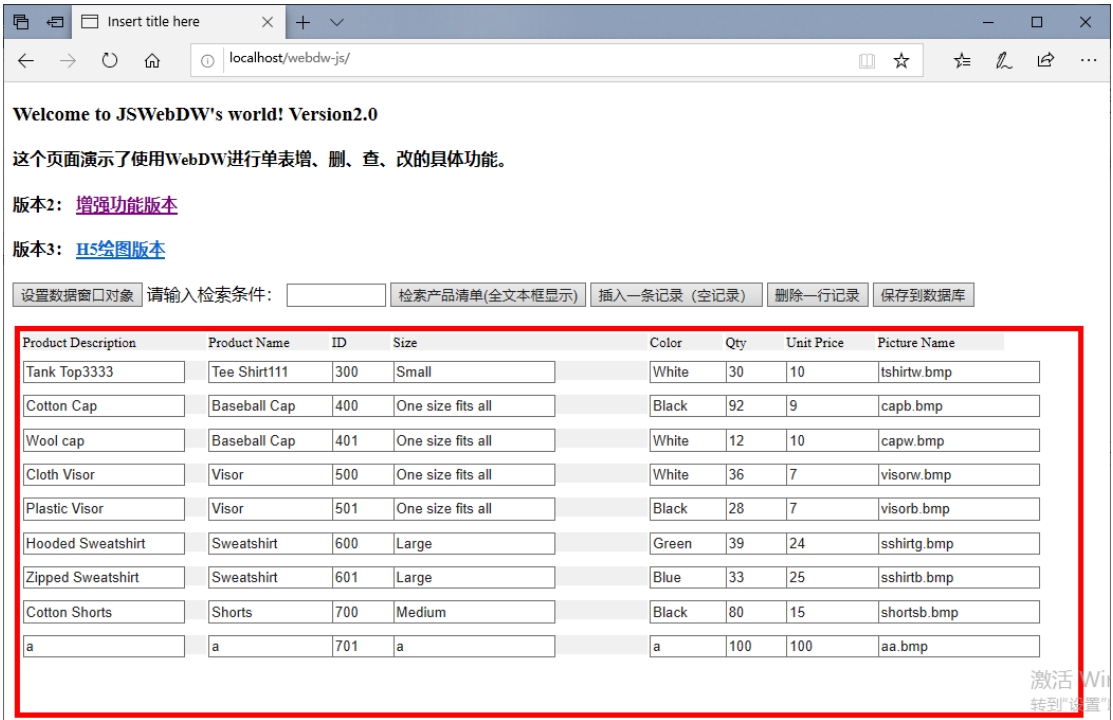 Insert title here
localhost/webdw-js/
Welcome to JSWebDW's world! Version2.0
这个页面演示了使用WebDW进行单表增、删、查、改的具体功能。
版本2： 增强功能版本
版本3： H5绘图版本
设置数据窗口对象 请输入检索条件： 检索产品清单(全文本框显示) 插入一条记录（空记录） 删除一行记录 保存到数据库
Product Description Product Name ID Size Color Qty Unit Price Picture Name
Tank Top3333 Tee Shirt111 300 Small White 30 10 tshirtw.bmp
Cotton Cap Baseball Cap 400 One size fits all Black 92 9 capb.bmp
Wool cap Baseball Cap 401 One size fits all White 12 10 capw.bmp
Cloth Visor Visor 500 One size fits all White 36 7 visorw.bmp
Plastic Visor Visor 501 One size fits all Black 28 7 visorb.bmp
Hooded Sweatshirt Sweatshirt 600 Large Green 39 24 sshirtg.bmp
Zipped Sweatshirt Sweatshirt 601 Large Blue 33 25 sshirtb.bmp
Cotton Shorts Shorts 700 Medium Black 80 15 shortsb.bmp
a a 701 a a 100 100 aa.bmp
激活 Wi
转到"设置"